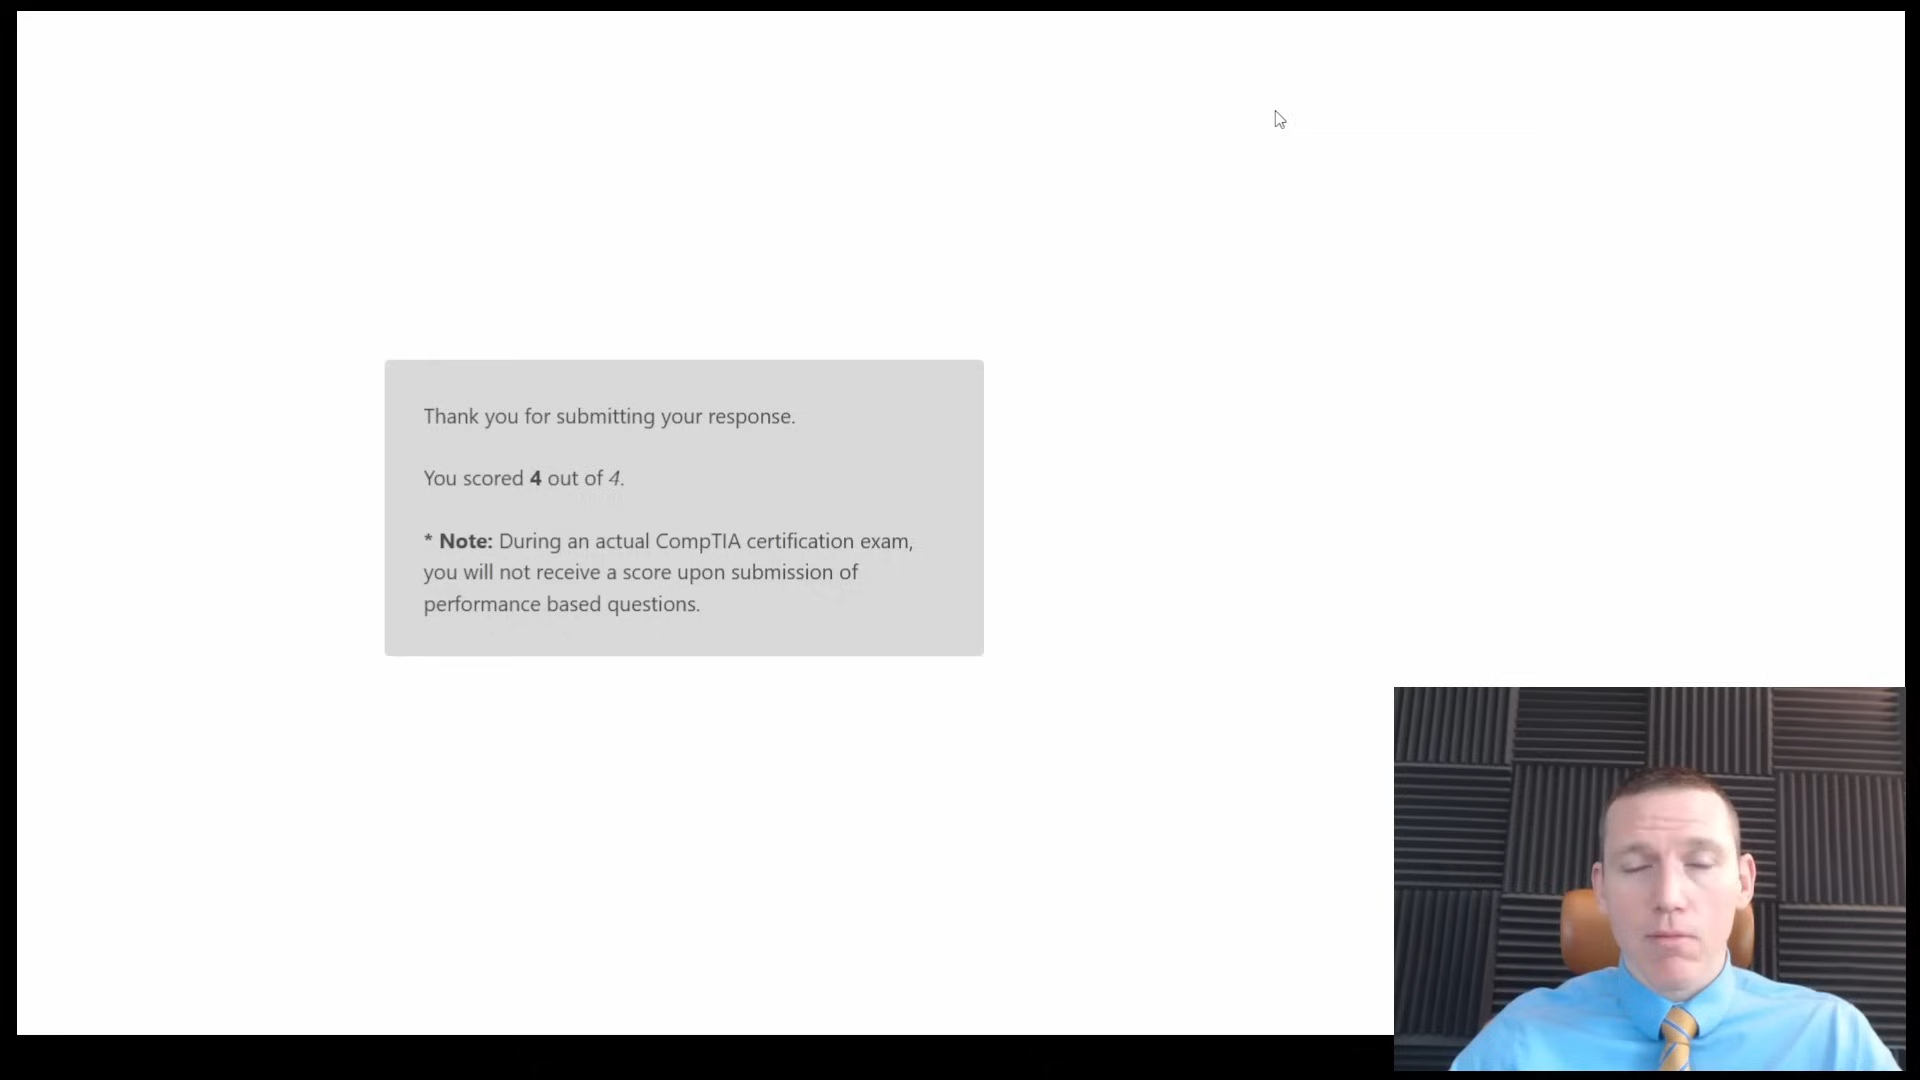 Thank you for submitting your response.
You scored 4 out of 4.
* Note: During an actual CompTIA certification exam,
you will not receive a score upon submission of
performance based questions.